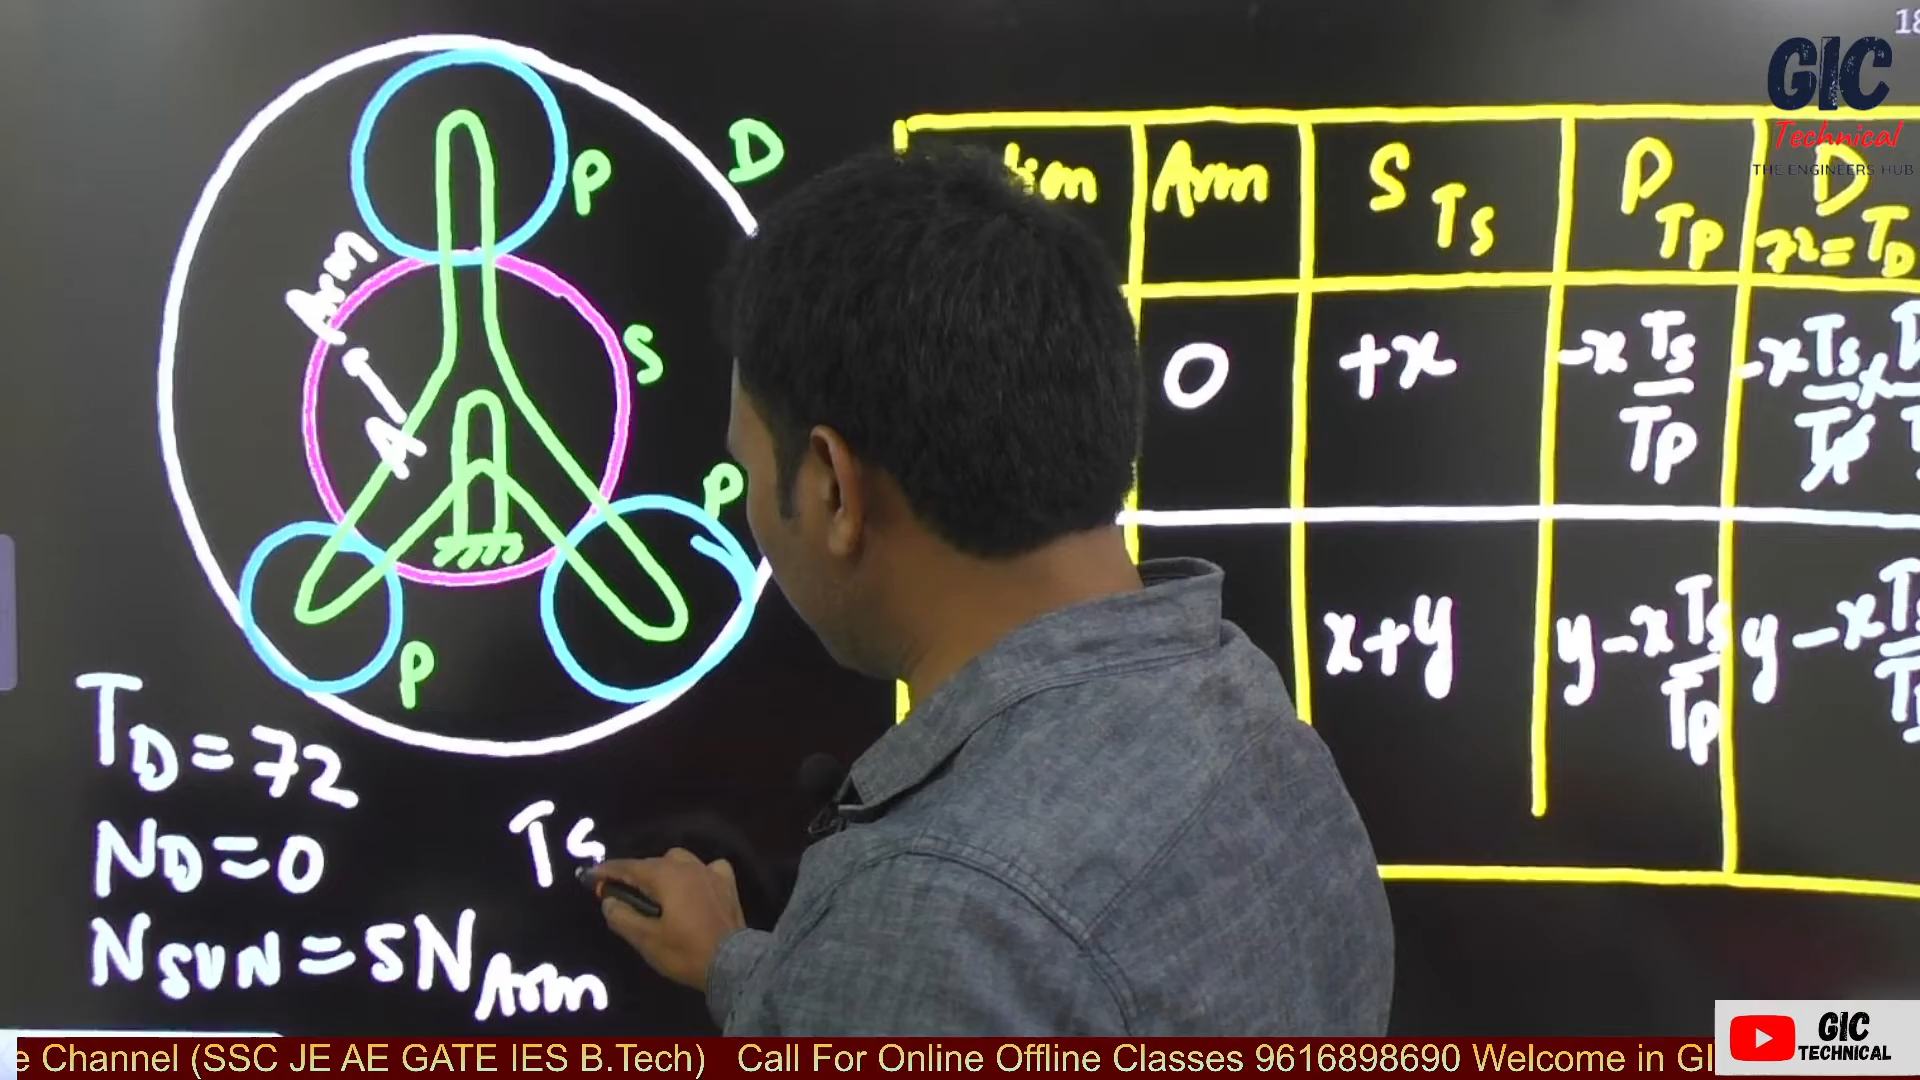 18
GIC
Technical
THE ENGINEERS HUB
D
P
Arm
S
A
P
P
Arm
S TS
P TP
D
72=TD
0
+x
-x TS/TP
x+y
y-x TS/TP
TD=72
ND=0
TS
NSUN=5NArm
e Channel (SSC JE AE GATE IES B.Tech) Call For Online Offline Classes 9616898690 Welcome in GI
GIC
TECHNICAL